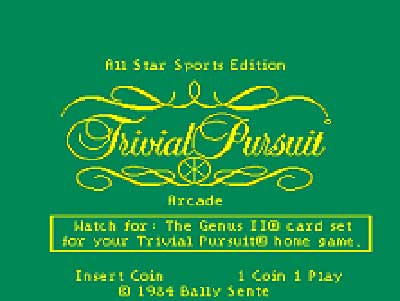 All Star Sports Edition
Trivial Pursuit
Arcade
Watch for: The Genus II® card set
for your Trivial Pursuit® home game.
Insert Coin 1 Coin 1 Play
© 1984 Bally Sente